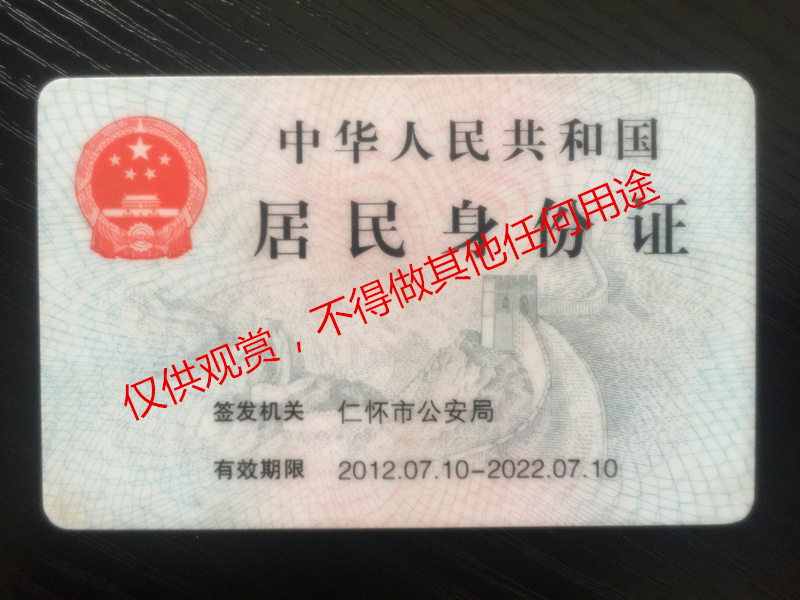 中华人民共和国
居民身份证
仅供观赏，不得做其他任何用途
签发机关 仁怀市公安局
有效期限 2012.07.10-2022.07.10